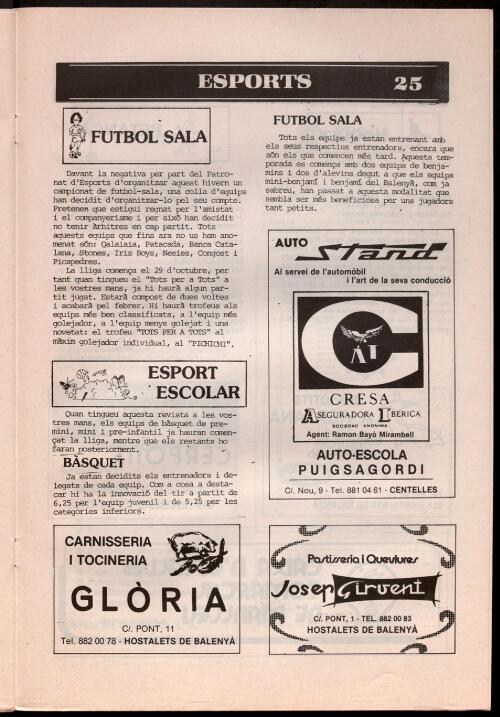 ESPORTS 25
FUTBOL SALA
Davant la negativa per part del Patro-
nat d'Esports d'organitzar aquest hivern un
campionat de futbol-sala, una colla d'equips
han decidit d'organitzar-lo pel seu compte.
Pretenen que estigui regnat per l'amistat
i el companyerisme i per això han decidit
no tenir àrbitres en cap partit. Tots
aquests equips que fins ara no us hem ano-
menat són: Galaiaia, Patacada, Banca Cata-
lana, Stones, Iris Boys, Nesies, Congost i
Picapedres.
La lliga comença el 29 d'octubre, per
tant quan tingueu el "Tots per a Tots" a
les vostres mans, ja hi haurà algun par-
tit jugat. Estarà compost de dues voltes
i acabarà pel febrer. Hi haurà trofeus als
equips més ben classificats, a l'equip més
golejador, a l'equip menys golejat i una
novetat: el trofeu "TOTS PER A TOTS" al
màxim golejador individual, al "PICHICHI".
ESPORT
ESCOLAR
Quan tingueu aquesta revista a les vos-
tres mans, els equips de bàsquet de pre-
mini, mini i pre-infantil ja hauran comen-
çat la lliga, mentre que els restants ho
faran posteriorment.
BÀSQUET
Ja estan decidits els entrenadors i de-
legats de cada equip. Com a cosa a desta-
car hi ha la innovació del tir a partit de
6,25 per l'equip juvenil i de 5,25 per les
categories inferiors.
FUTBOL SALA
Tots els equips ja estan entrenant amb
els seus respectius entrenadors, encara que
són els que comencen més tard. Aquesta tem-
porada es comença amb dos equips de benja-
mins i dos d'alevins degut a que els equips
mini-benjamí i benjamí del Balenyà, com ja
sabreu, han passat a aquesta modalitat que
sembla ser més beneficiosa per uns jugadors
tant petits.
AUTO Stand
Al servei de l'automòbil
i l'art de la seva conducció
C
ÀL
CRESA
ASEGURADORA IBERICA
SOCIEDAD ANONIMA
Agent: Ramon Bayò Mirambell
AUTO-ESCOLA
PUIGSAGORDI
C/. Nou, 9 - Tel. 881 04 61 - CENTELLES
CARNISSERIA
I TOCINERIA
GLÒRIA
C/. PONT, 11
Tel. 882 00 78 - HOSTALETS DE BALENYÀ
Pastisseria i Queviures
Josep Girvent
C/. PONT, 1 - TEL. 882 00 83
HOSTALETS DE BALENYÀ